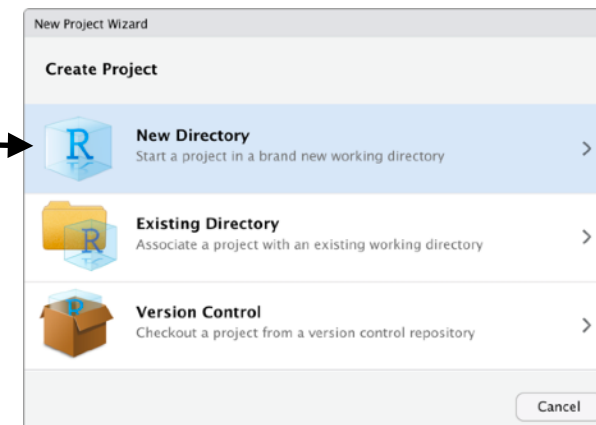 New Project Wizard
Create Project
R
New Directory
Start a project in a brand new working directory
R
Existing Directory
Associate a project with an existing working directory
R
Version Control
Checkout a project from a version control repository
Cancel